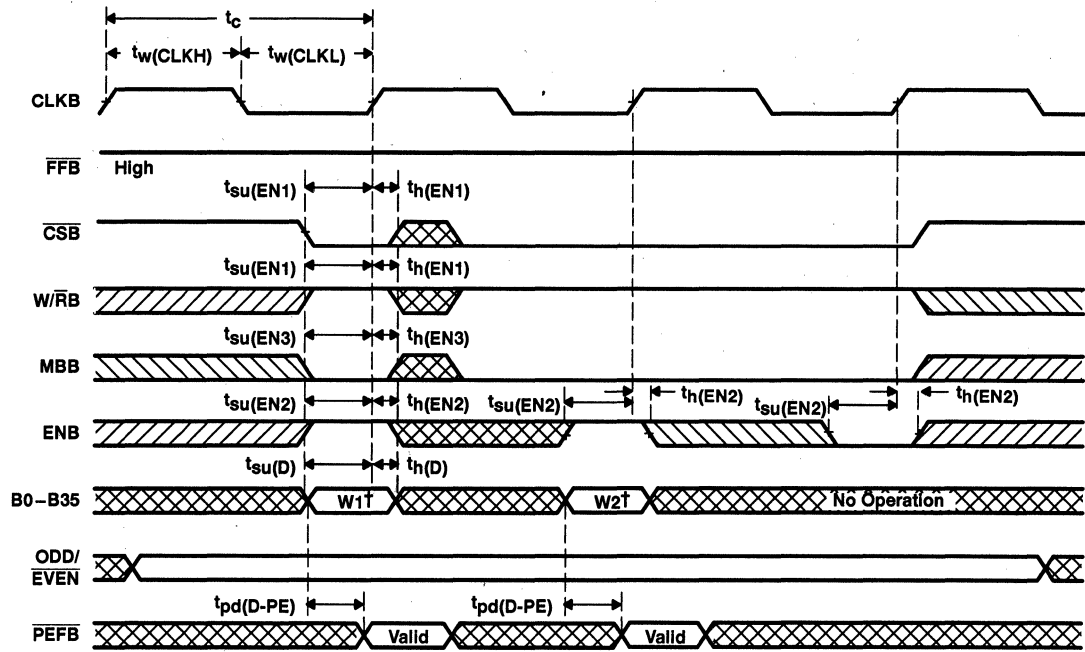 tc
tw(CLKH) tw(CLKL)
CLKB
FFB High
tsu(EN1) th(EN1)
CSB
tsu(EN1) th(EN1)
W/RB
tsu(EN3) th(EN3)
MBB
tsu(EN2) th(EN2) tsu(EN2) th(EN2) tsu(EN2) th(EN2)
ENB
tsu(D) th(D)
B0–B35 W1† W2† No Operation
ODD/
EVEN
tpd(D-PE) tpd(D-PE)
PEFB Valid Valid